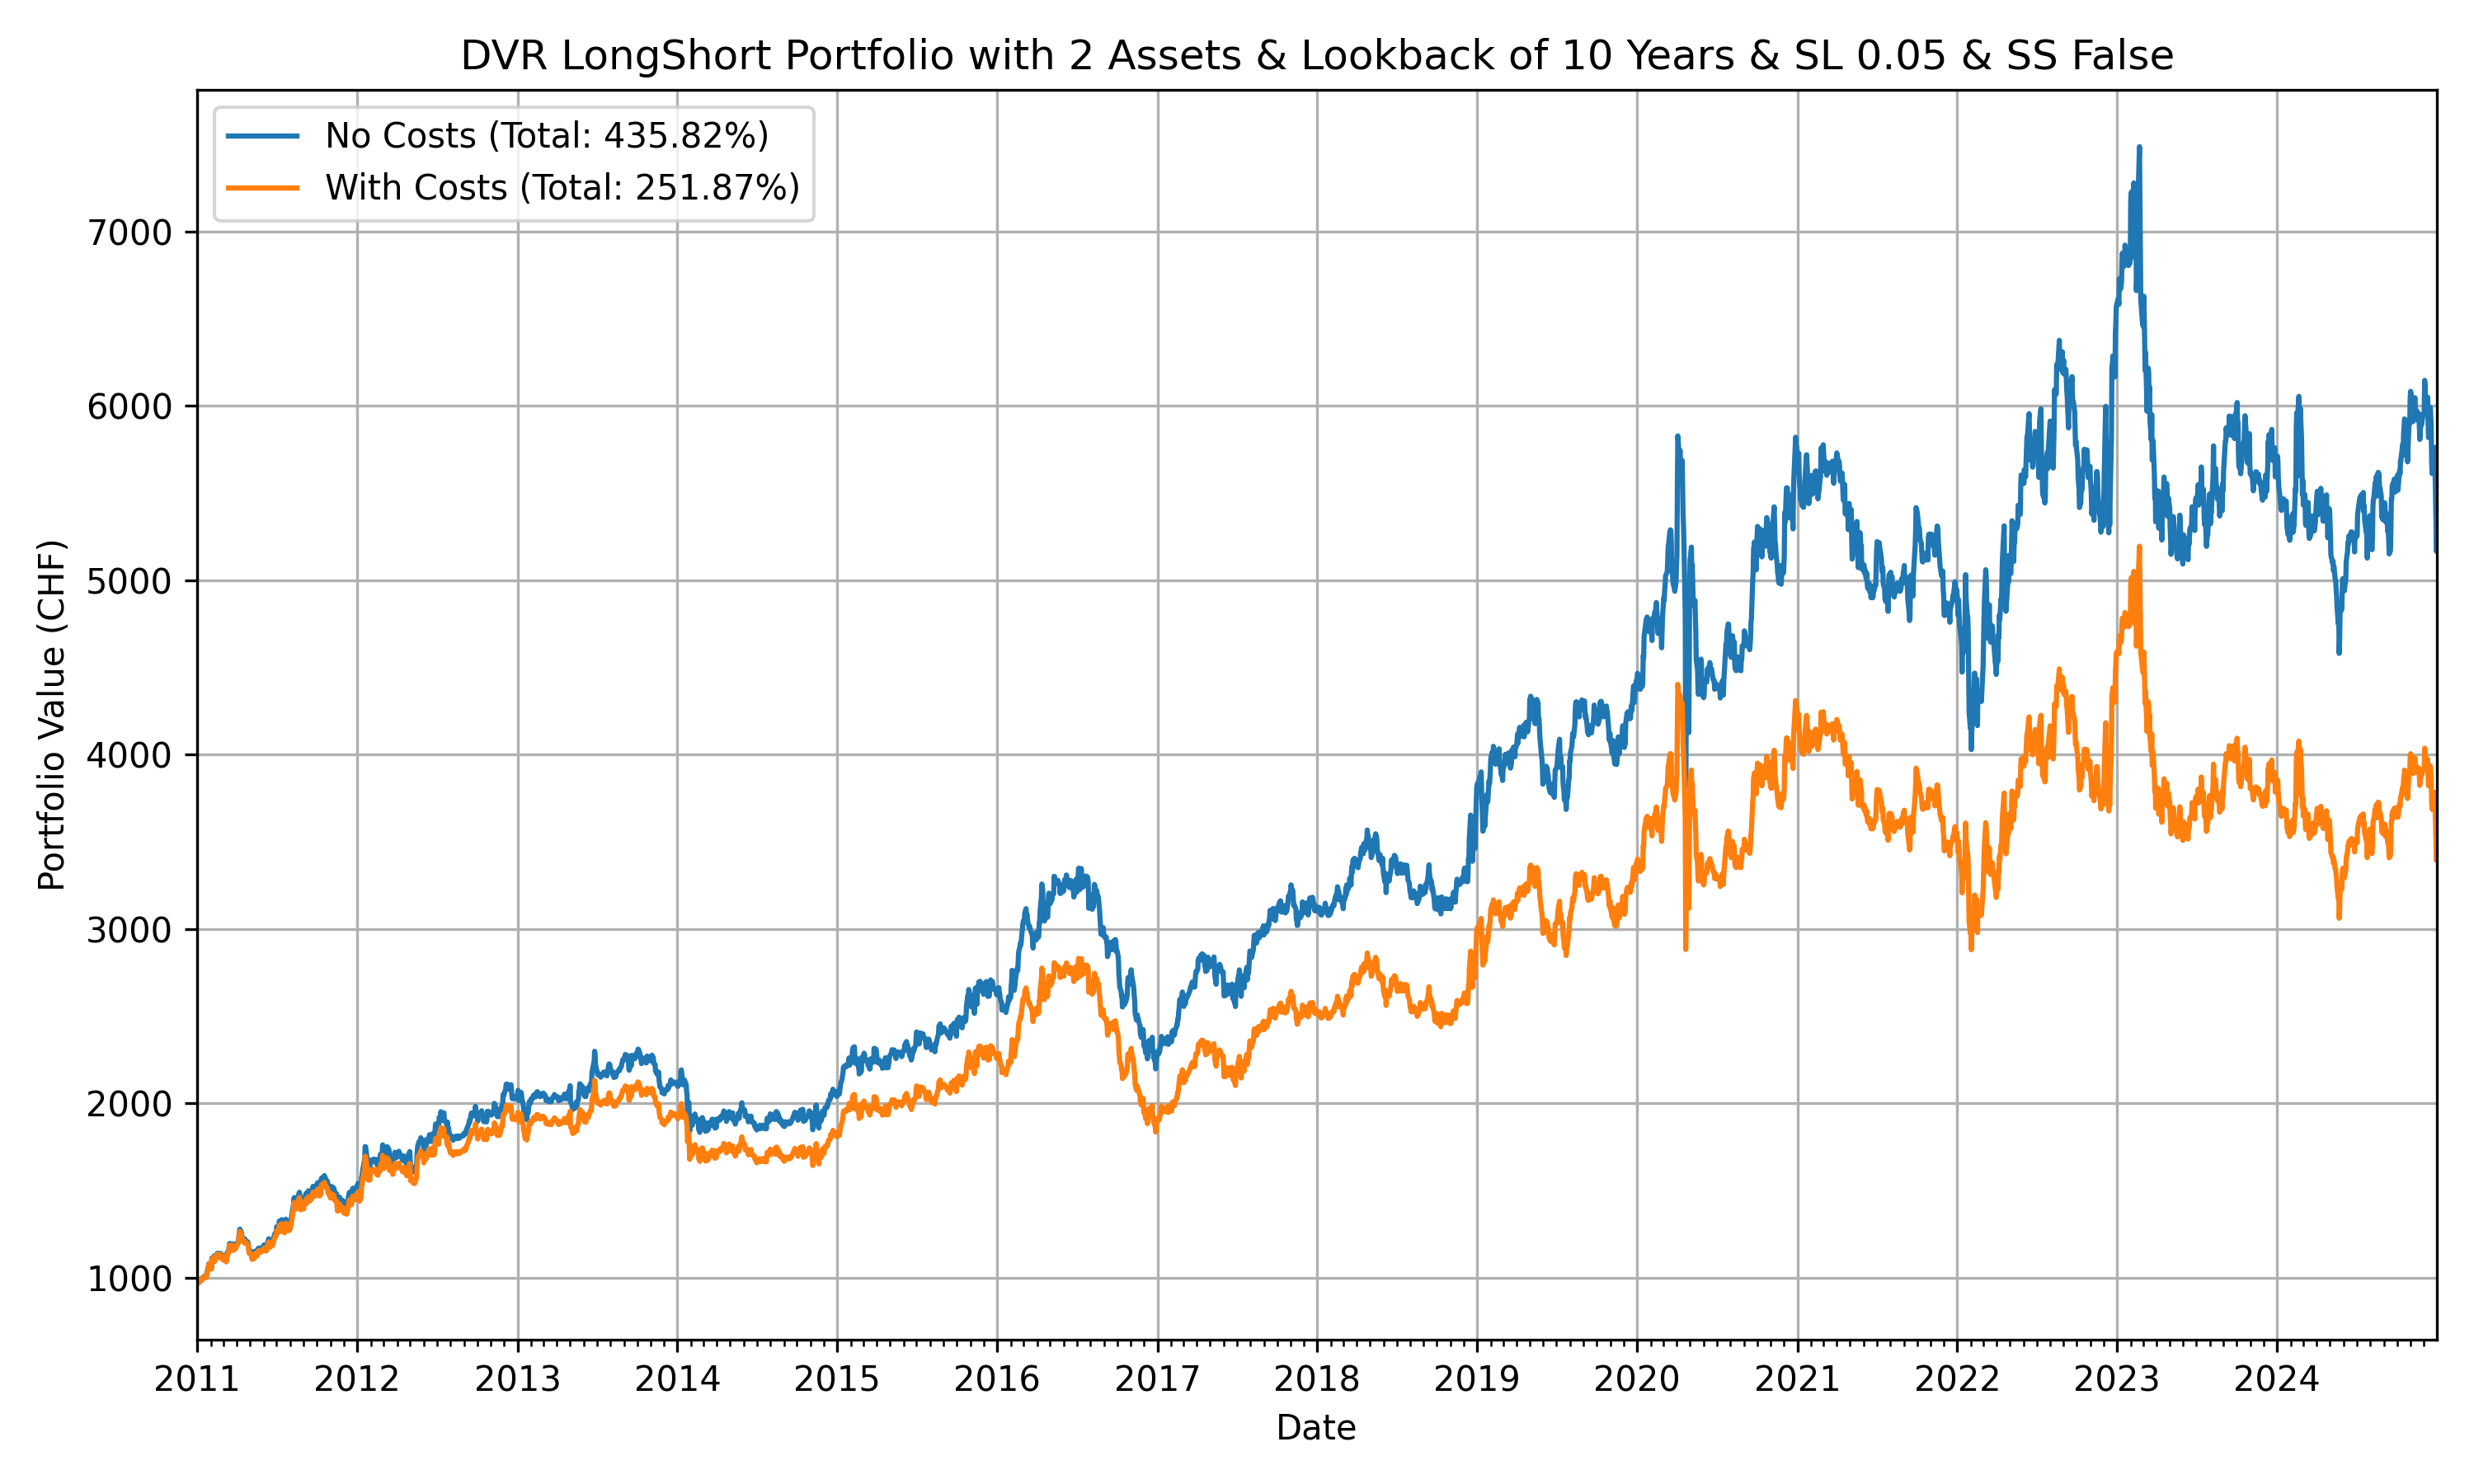 DVR LongShort Portfolio with 2 Assets & Lookback of 10 Years & SL 0.05 & SS False
No Costs (Total: 435.82%)
With Costs (Total: 251.87%)
7000
6000
5000
4000
3000
2000
1000
Portfolio Value (CHF)
2011 2012 2013 2014 2015 2016 2017 2018 2019 2020 2021 2022 2023 2024
Date